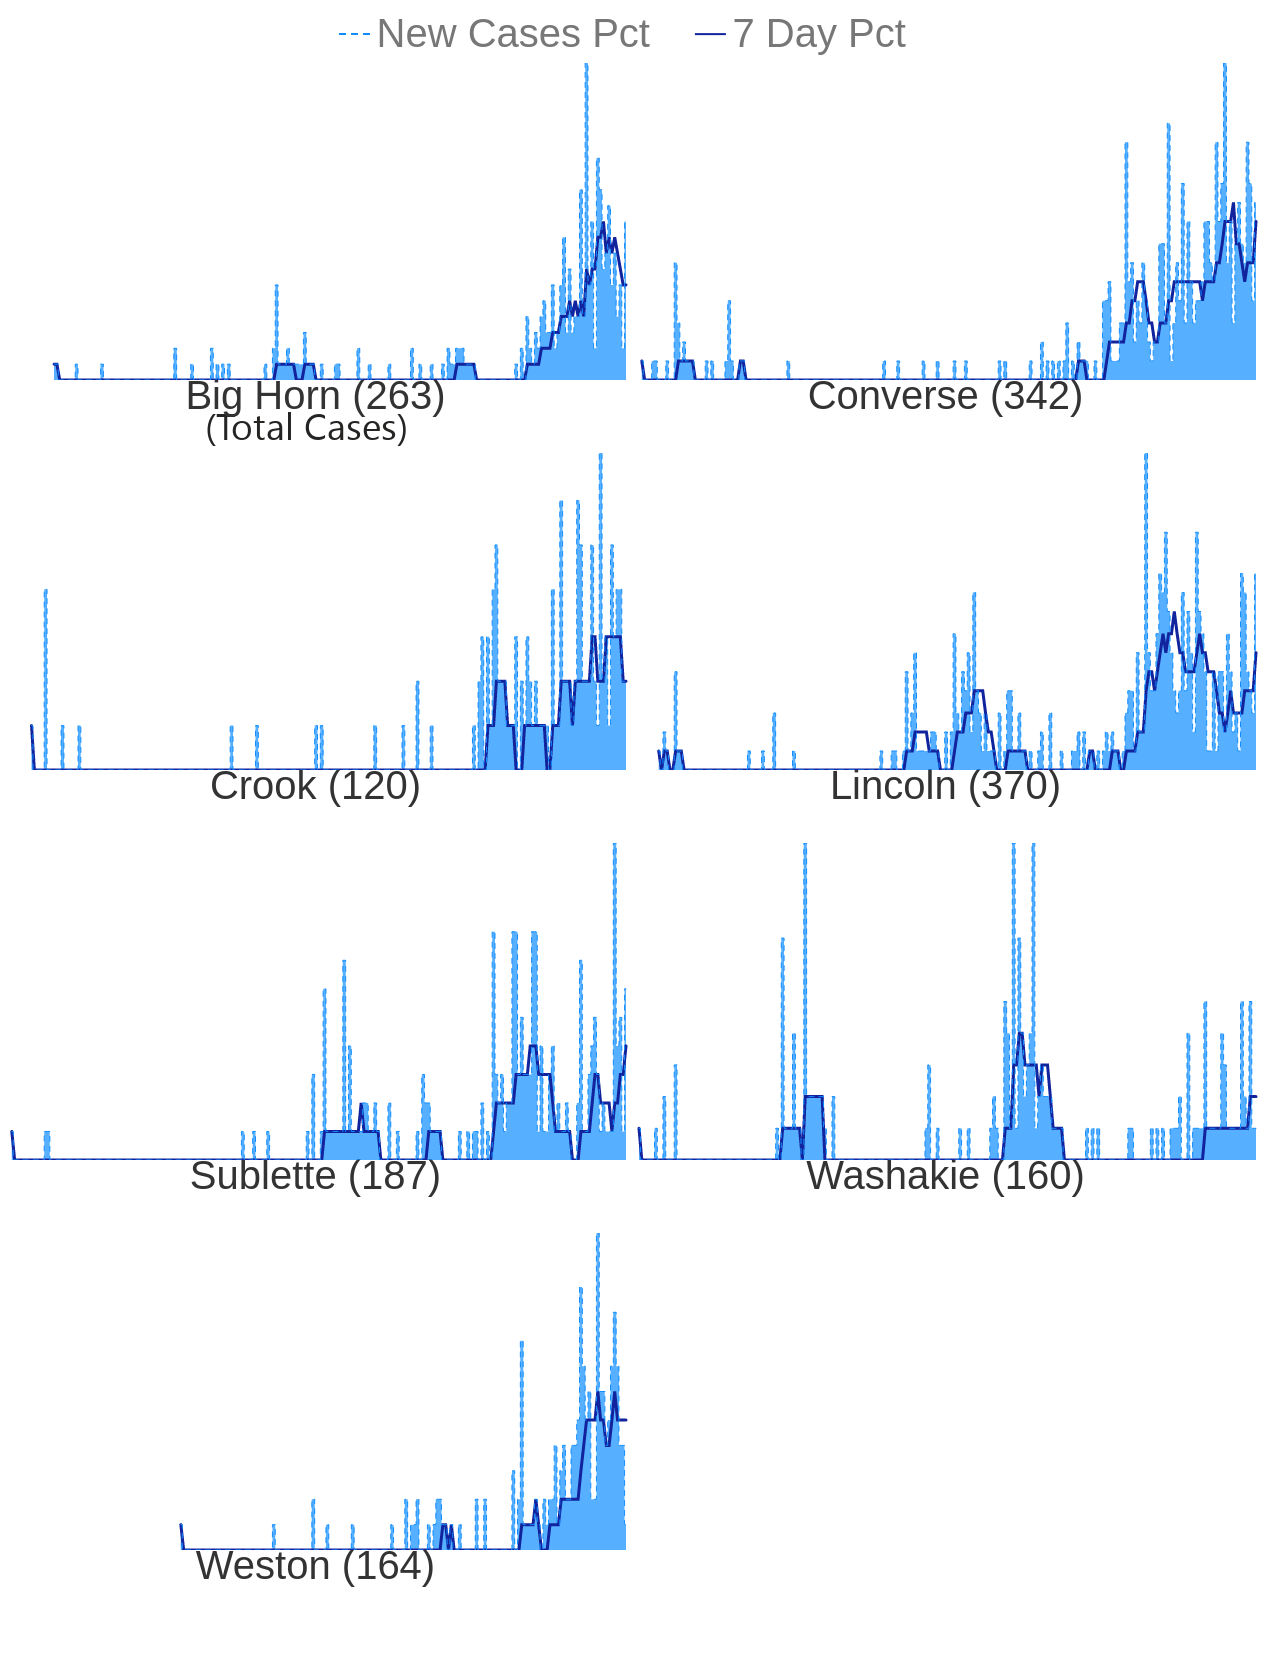 New Cases Pct 7 Day Pct
Big Horn (263) Converse (342)
(Total Cases)
Crook (120) Lincoln (370)
Sublette (187) Washakie (160)
Weston (164)